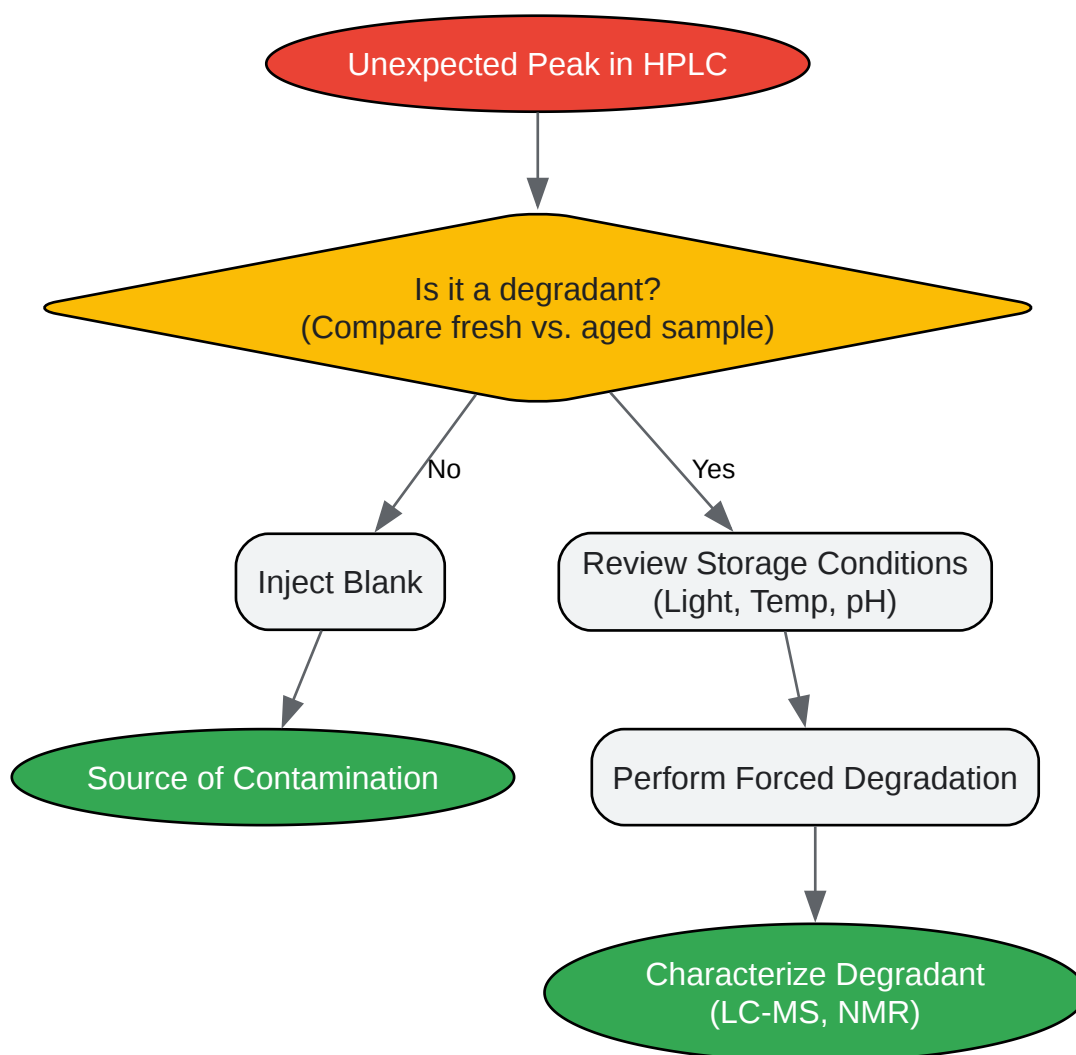 Unexpected Peak in HPLC
Is it a degradant?
(Compare fresh vs. aged sample)
No
Yes
Inject Blank
Review Storage Conditions
(Light, Temp, pH)
Source of Contamination
Perform Forced Degradation
Characterize Degradant
(LC-MS, NMR)